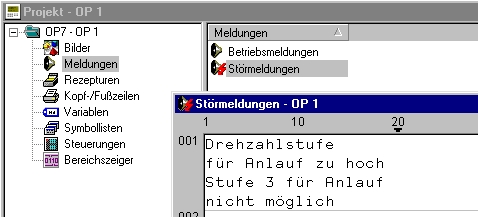 Projekt - OP 1
OP7 - OP 1
Bilder
Meldungen
Rezepturen
Kopf-/Fußzeilen
Variablen
Symbollisten
Steuerungen
Bereichszeiger
Meldungen
Betriebsmeldungen
Störmeldungen
Störmeldungen - OP 1
1 10 20
001 Drehzahlstufe
für Anlauf zu hoch
Stufe 3 für Anlauf
nicht möglich
002